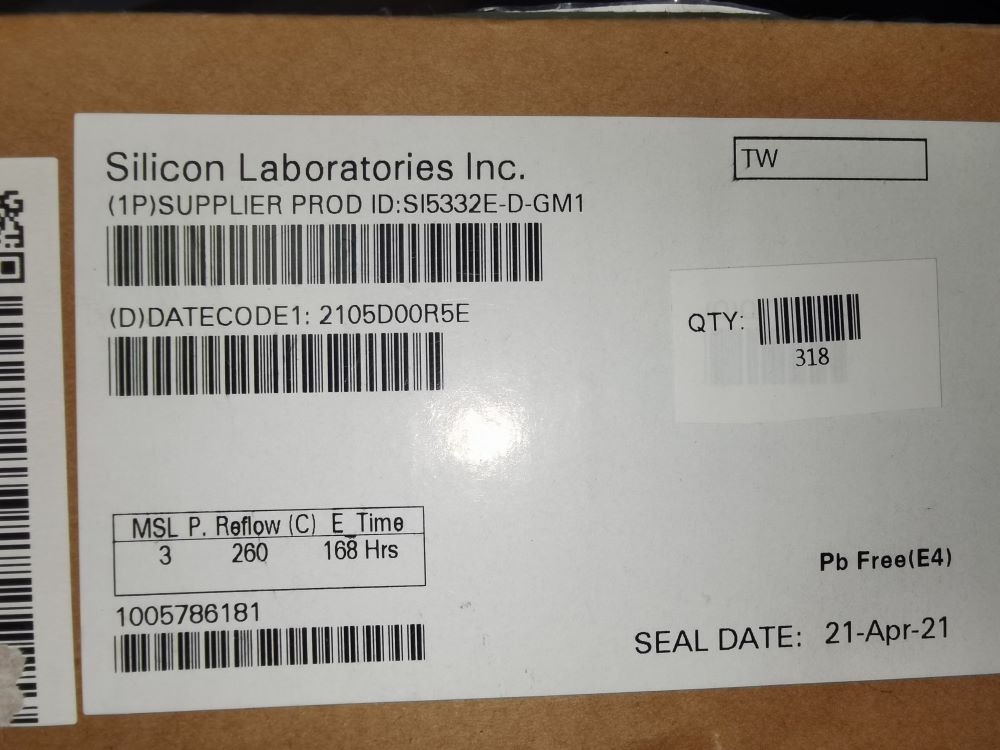 Silicon Laboratories Inc.
TW
(1P)SUPPLIER PROD ID:SI5332E-D-GM1
(D)DATECODE1: 2105D00R5E
QTY:
318
MSL P. Reflow (C) E_Time
3 260 168 Hrs
Pb Free(E4)
1005786181
SEAL DATE: 21-Apr-21